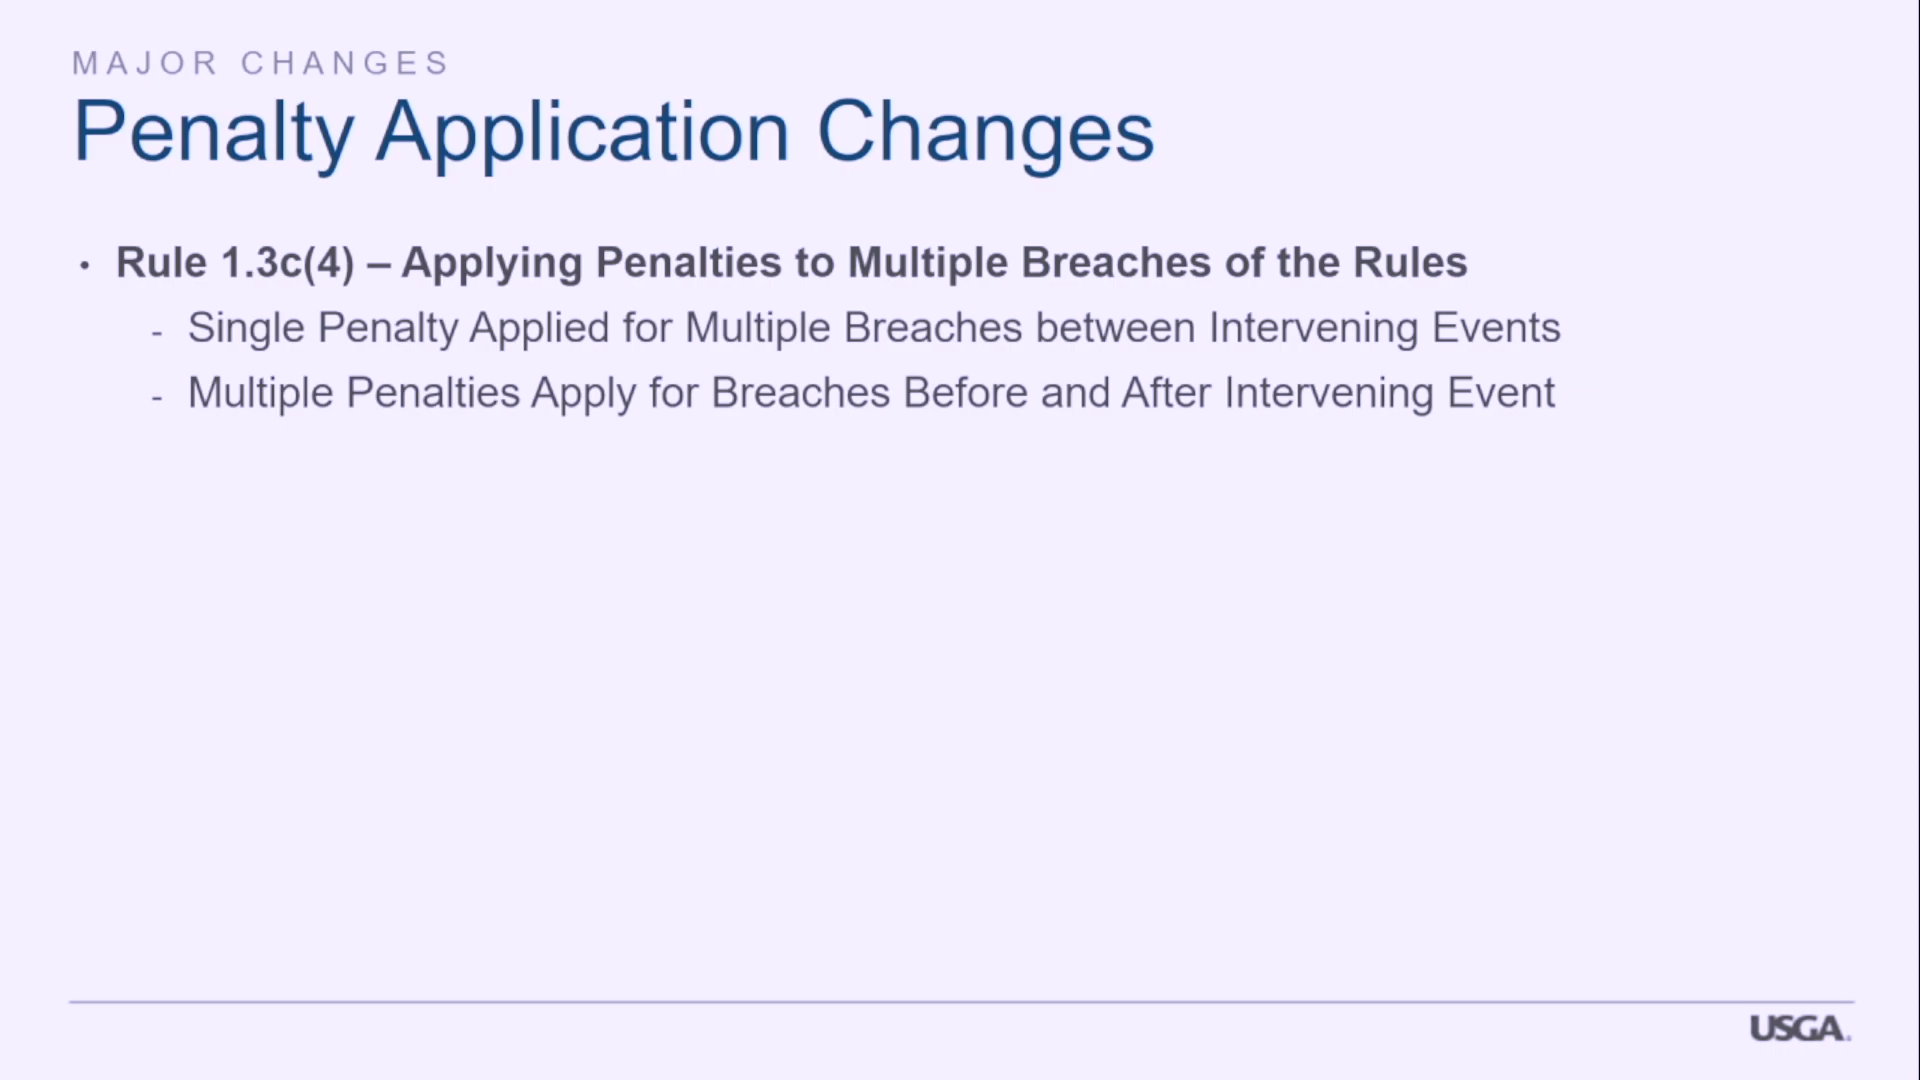 MAJOR CHANGES
Penalty Application Changes
• Rule 1.3c(4) – Applying Penalties to Multiple Breaches of the Rules
- Single Penalty Applied for Multiple Breaches between Intervening Events
- Multiple Penalties Apply for Breaches Before and After Intervening Event
USGA.